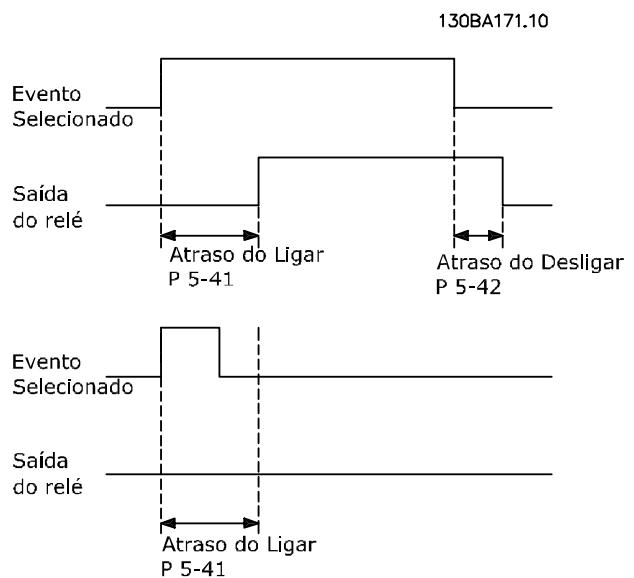 130BA171.10
Evento
Selecionado
Saída
do relé
Atraso do Ligar
P 5-41
Atraso do Desligar
P 5-42
Evento
Selecionado
Saída
do relé
Atraso do Ligar
P 5-41